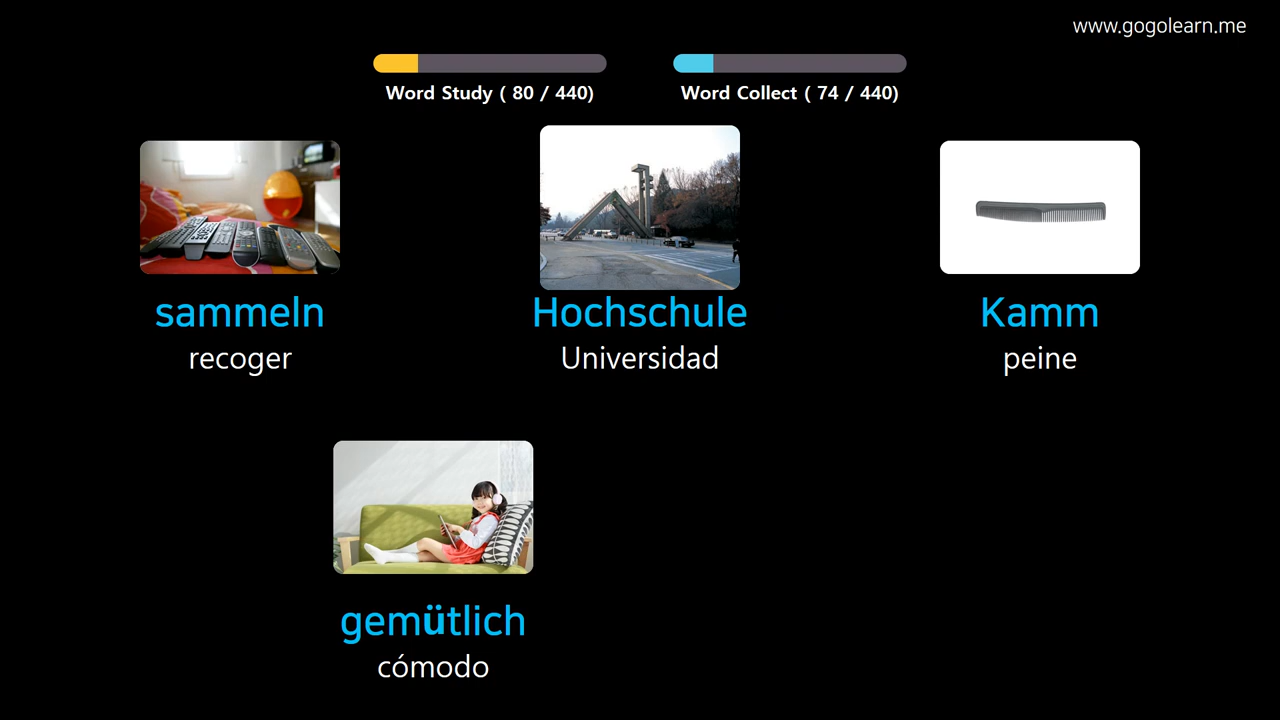 www.gogolearn.me
Word Study ( 80 / 440)
Word Collect ( 74 / 440)
sammeln
recoger
Hochschule
Universidad
Kamm
peine
gemütlich
cómodo